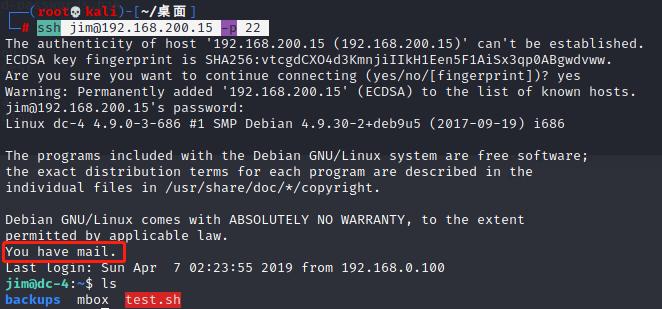 (root💀kali)-[~/桌面]
# ssh jim@192.168.200.15 -p 22
The authenticity of host '192.168.200.15 (192.168.200.15)' can't be established.
ECDSA key fingerprint is SHA256:vtcgdCXO4d3KmnjiIIkH1Een5F1AiSx3qp0ABgwdvww.
Are you sure you want to continue connecting (yes/no/[fingerprint])? yes
Warning: Permanently added '192.168.200.15' (ECDSA) to the list of known hosts.
jim@192.168.200.15's password:
Linux dc-4 4.9.0-3-686 #1 SMP Debian 4.9.30-2+deb9u5 (2017-09-19) i686
The programs included with the Debian GNU/Linux system are free software;
the exact distribution terms for each program are described in the
individual files in /usr/share/doc/*/copyright.
Debian GNU/Linux comes with ABSOLUTELY NO WARRANTY, to the extent
permitted by applicable law.
You have mail.
Last login: Sun Apr  7 02:23:55 2019 from 192.168.0.100
jim@dc-4:~$ ls
backups  mbox  test.sh